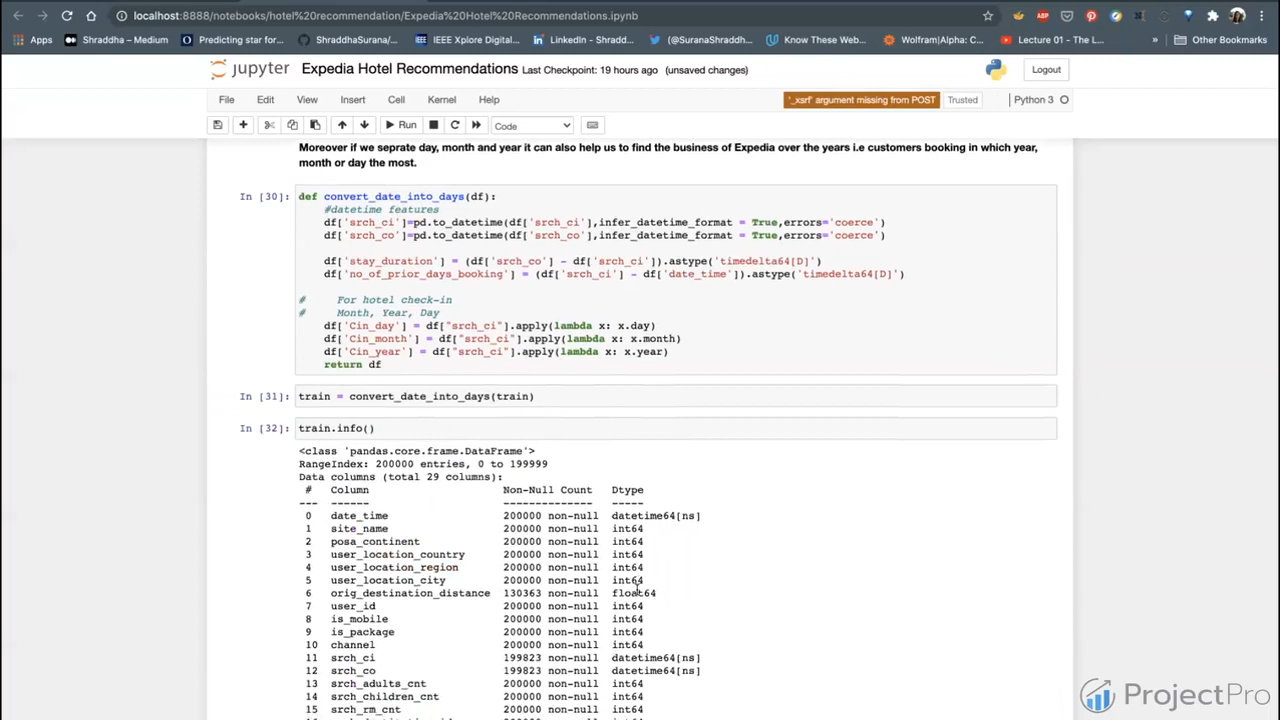 localhost:8888/notebooks/hotel%20recommendation/Expedia%20Hotel%20Recommendations.ipynb
ABP
Apps
Shraddha – Medium
Predicting star for...
ShraddhaSurana/...
IEEE Xplore Digital...
LinkedIn - Shradd...
(@SuranaShraddh...
Know These Web...
Wolfram|Alpha: C...
Lecture 01 - The L...
»
Other Bookmarks
jupyter
Expedia Hotel Recommendations
Last Checkpoint: 19 hours ago
(unsaved changes)
Logout
File
Edit
View
Insert
Cell
Kernel
Help
'_xsrf' argument missing from POST
Trusted
Python 3
Run
Code
Moreover if we seprate day, month and year it can also help us to find the business of Expedia over the years i.e customers booking in which year,
month or day the most.
In [30]:
def convert_date_into_days(df):
#datetime features
df['srch_ci']=pd.to_datetime(df['srch_ci'],infer_datetime_format = True,errors='coerce')
df['srch_co']=pd.to_datetime(df['srch_co'],infer_datetime_format = True,errors='coerce')
df['stay_duration'] = (df['srch_co'] - df['srch_ci']).astype('timedelta64[D]')
df['no_of_prior_days_booking'] = (df['srch_ci'] - df['date_time']).astype('timedelta64[D]')
# For hotel check-in
# Month, Year, Day
df['Cin_day'] = df["srch_ci"].apply(lambda x: x.day)
df['Cin_month'] = df["srch_ci"].apply(lambda x: x.month)
df['Cin_year'] = df["srch_ci"].apply(lambda x: x.year)
return df
In [31]:
train = convert_date_into_days(train)
In [32]:
train.info()
<class 'pandas.core.frame.DataFrame'>
RangeIndex: 200000 entries, 0 to 199999
Data columns (total 29 columns):
# Column Non-Null Count Dtype
--- ------ -------------- -----
0 date_time 200000 non-null datetime64[ns]
1 site_name 200000 non-null int64
2 posa_continent 200000 non-null int64
3 user_location_country 200000 non-null int64
4 user_location_region 200000 non-null int64
5 user_location_city 200000 non-null int64
6 orig_destination_distance 130363 non-null float64
7 user_id 200000 non-null int64
8 is_mobile 200000 non-null int64
9 is_package 200000 non-null int64
10 channel 200000 non-null int64
11 srch_ci 199823 non-null datetime64[ns]
12 srch_co 199823 non-null datetime64[ns]
13 srch_adults_cnt 200000 non-null int64
14 srch_children_cnt 200000 non-null int64
15 srch_rm_cnt 200000 non-null int64
ProjectPro